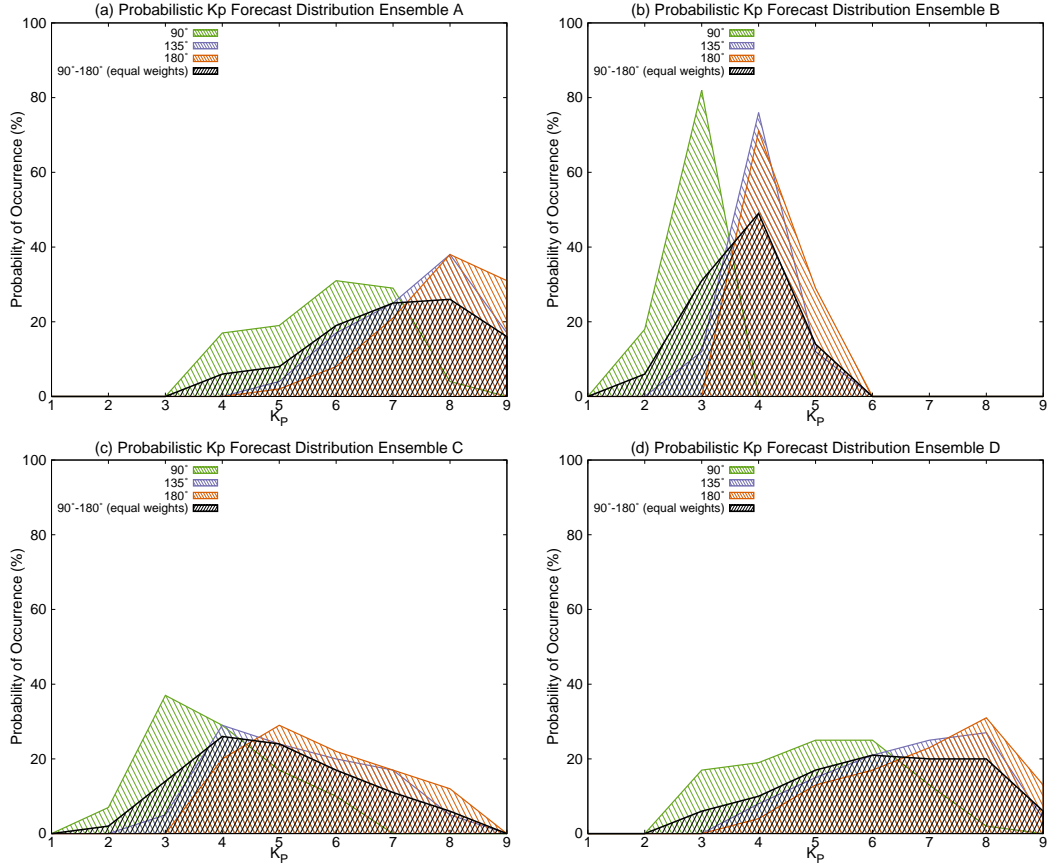 (a) Probabilistic Kp Forecast Distribution Ensemble A
90°
135°
180°
90°-180° (equal weights)
Probability of Occurrence (%)
100
80
60
40
20
0
1 2 3 4 5 6 7 8 9
KP
(b) Probabilistic Kp Forecast Distribution Ensemble B
90°
135°
180°
90°-180° (equal weights)
Probability of Occurrence (%)
100
80
60
40
20
0
1 2 3 4 5 6 7 8 9
KP
(c) Probabilistic Kp Forecast Distribution Ensemble C
90°
135°
180°
90°-180° (equal weights)
Probability of Occurrence (%)
100
80
60
40
20
0
1 2 3 4 5 6 7 8 9
KP
(d) Probabilistic Kp Forecast Distribution Ensemble D
90°
135°
180°
90°-180° (equal weights)
Probability of Occurrence (%)
100
80
60
40
20
0
1 2 3 4 5 6 7 8 9
KP